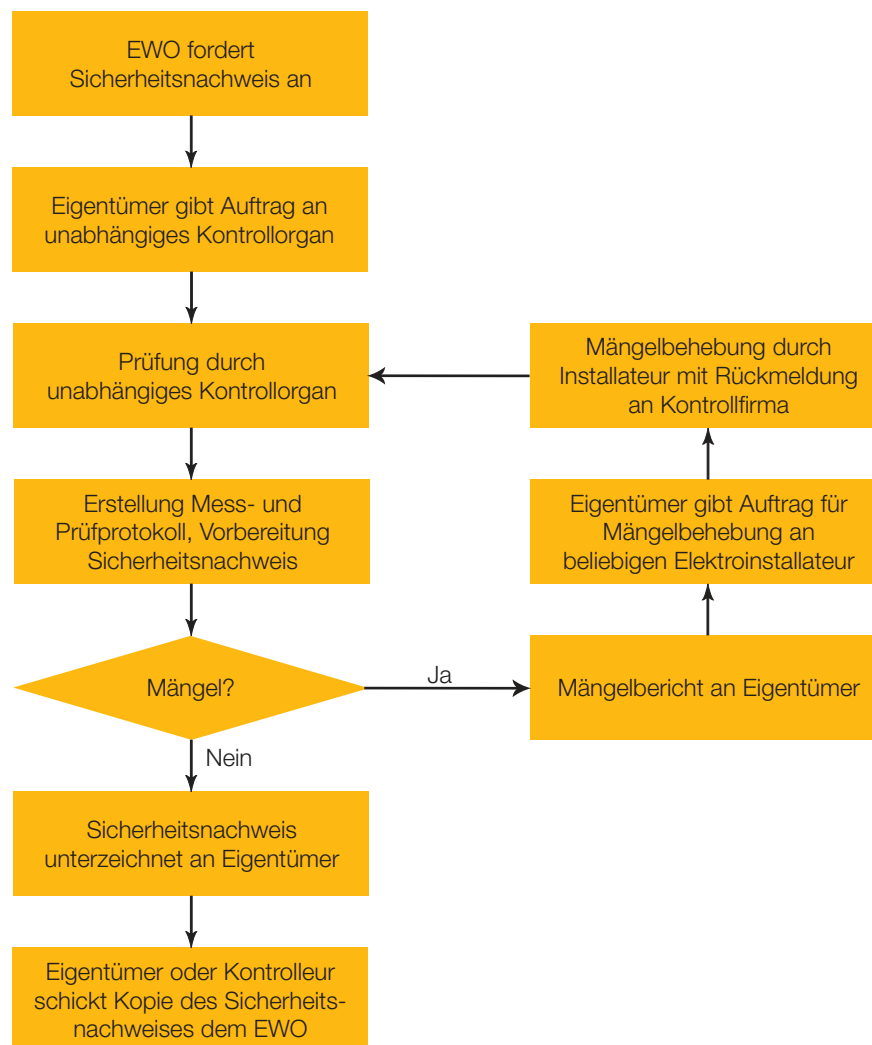 EWO fordert
Sicherheitsnachweis an
Eigentümer gibt Auftrag an
unabhängiges Kontrollorgan
Prüfung durch
unabhängiges Kontrollorgan
Erstellung Mess- und
Prüfprotokoll, Vorbereitung
Sicherheitsnachweis
Mängel?
Ja
Mängelbericht an Eigentümer
Eigentümer gibt Auftrag für
Mängelbehebung an
beliebigen Elektroinstallateur
Mängelbehebung durch
Installateur mit Rückmeldung
an Kontrollfirma
Nein
Sicherheitsnachweis
unterzeichnet an Eigentümer
Eigentümer oder Kontrolleur
schickt Kopie des Sicherheits-
nachweises dem EWO